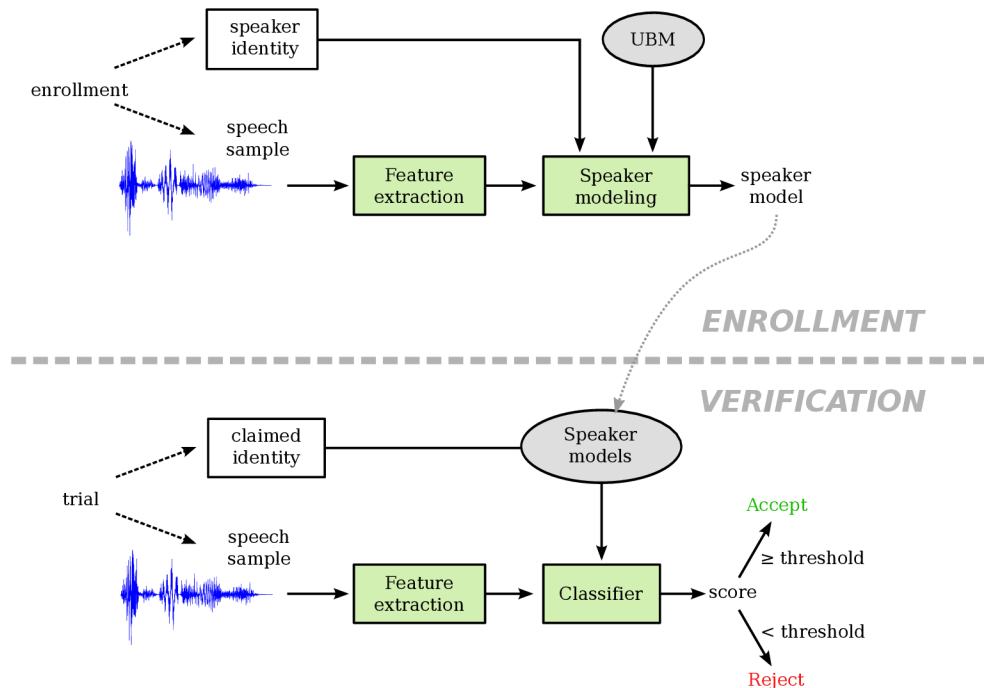 speaker
identity
UBM
enrollment
speech
sample
Feature
extraction
Speaker
modeling
speaker
model
ENROLLMENT
VERIFICATION
claimed
identity
Speaker
models
trial
speech
sample
Feature
extraction
Classifier
score
Accept
≥ threshold
< threshold
Reject